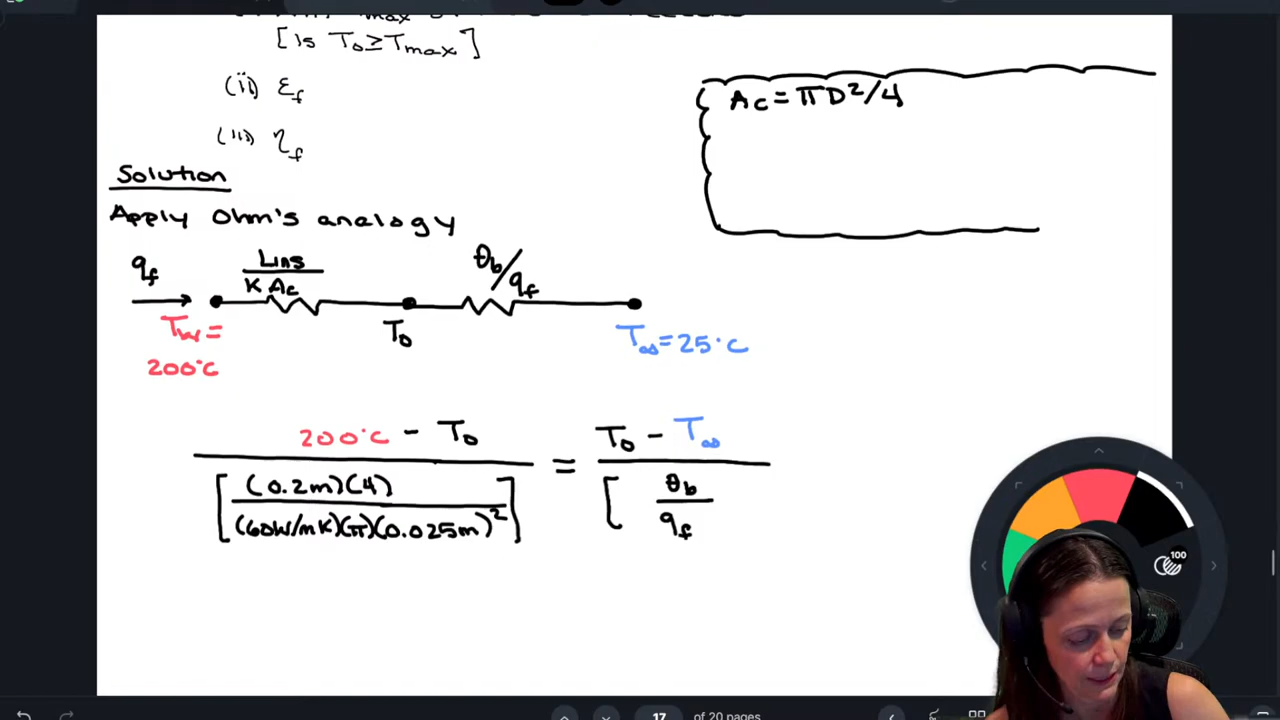 [Is T₀≥Tmax]
(ii) εf
(iii) ηf
Ac = πD²/4
Solution
Apply Ohm's analogy
qf
Lins
K Ac
θb/qf
Tw=
200°C
T₀
T∞=25°C
200°C - T₀ = T₀ - T∞
[(0.2m)(4) [ θb
(60W/mK)(π)(0.025m)²] qf
100
17 of 20 pages